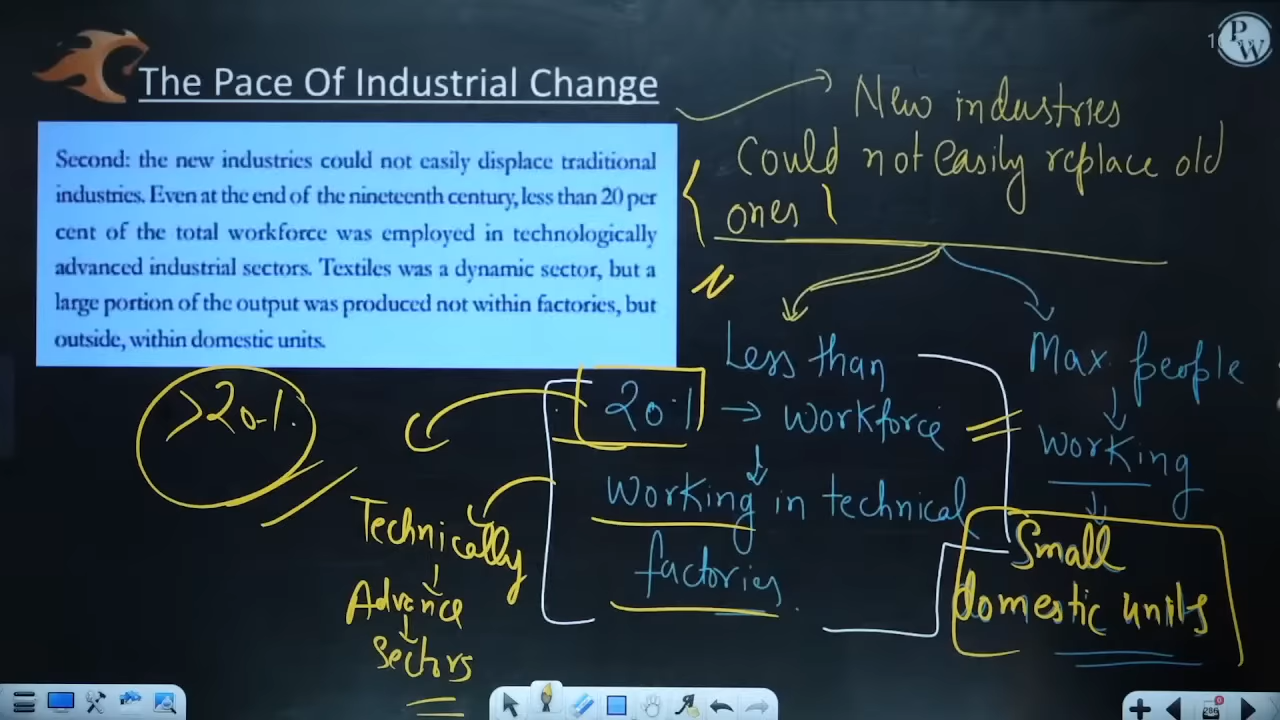 The Pace Of Industrial Change
Second: the new industries could not easily displace traditional
industries. Even at the end of the nineteenth century, less than 20 per
cent of the total workforce was employed in technologically
advanced industrial sectors. Textiles was a dynamic sector, but a
large portion of the output was produced not within factories, but
outside, within domestic units.
PW
New industries
Could not easily replace old
ones
Less than
20% → workforce
working in technical
factories.
Max. people
working
Small
domestic units
>20%.
Technically
Advance
Sectors
286